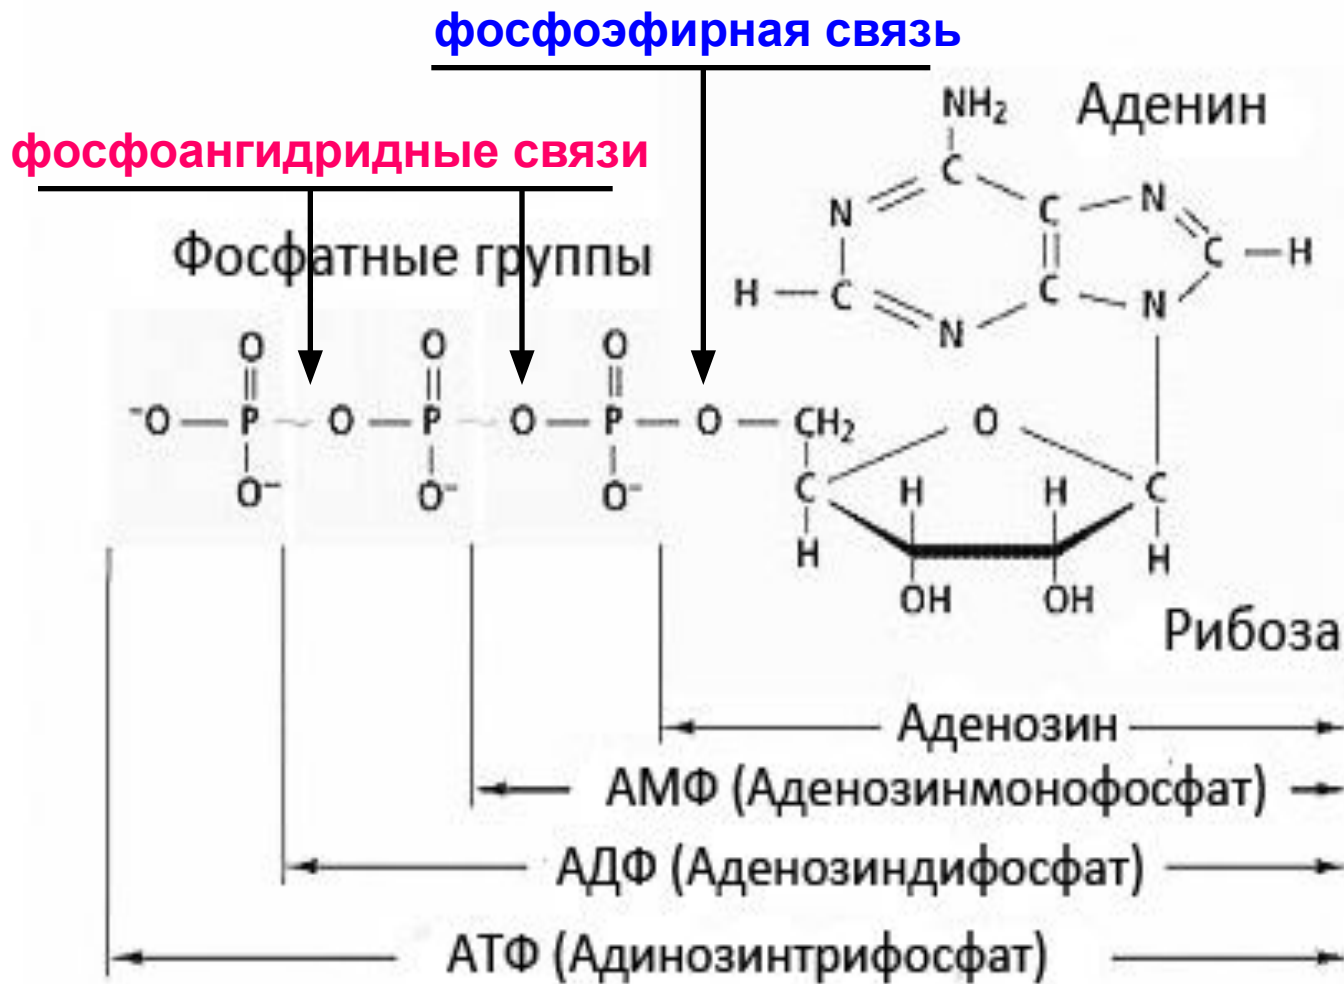 фосфоэфирная связь
NH₂ Аденин
фосфоангидридные связи
C
N C N
Фосфатные группы C H
H C C N
N
O O O
⁻O P O P O P O CH₂ O
O⁻ O⁻ O⁻ C H H C
H H
OH OH
Рибоза
Аденозин
АМФ (Аденозинмонофосфат)
АДФ (Аденозиндифосфат)
АТФ (Адинозинтрифосфат)